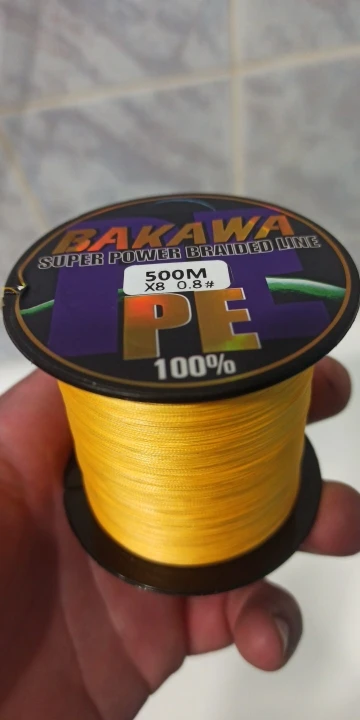 BAKAWA
SUPER POWER BRAIDED LINE
500M
X8 0.8#
PE
100%